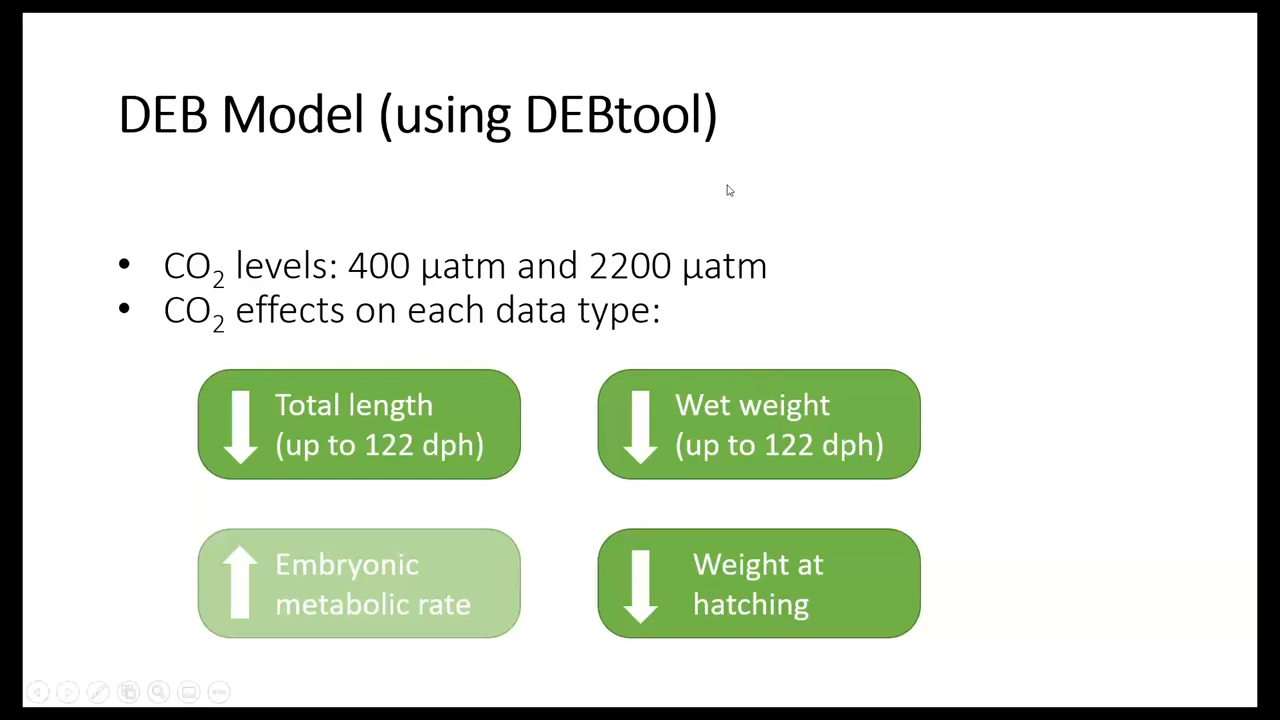 DEB Model (using DEBtool)
• CO₂ levels: 400 µatm and 2200 µatm
• CO₂ effects on each data type:
Total length
(up to 122 dph)
Wet weight
(up to 122 dph)
Embryonic
metabolic rate
Weight at
hatching